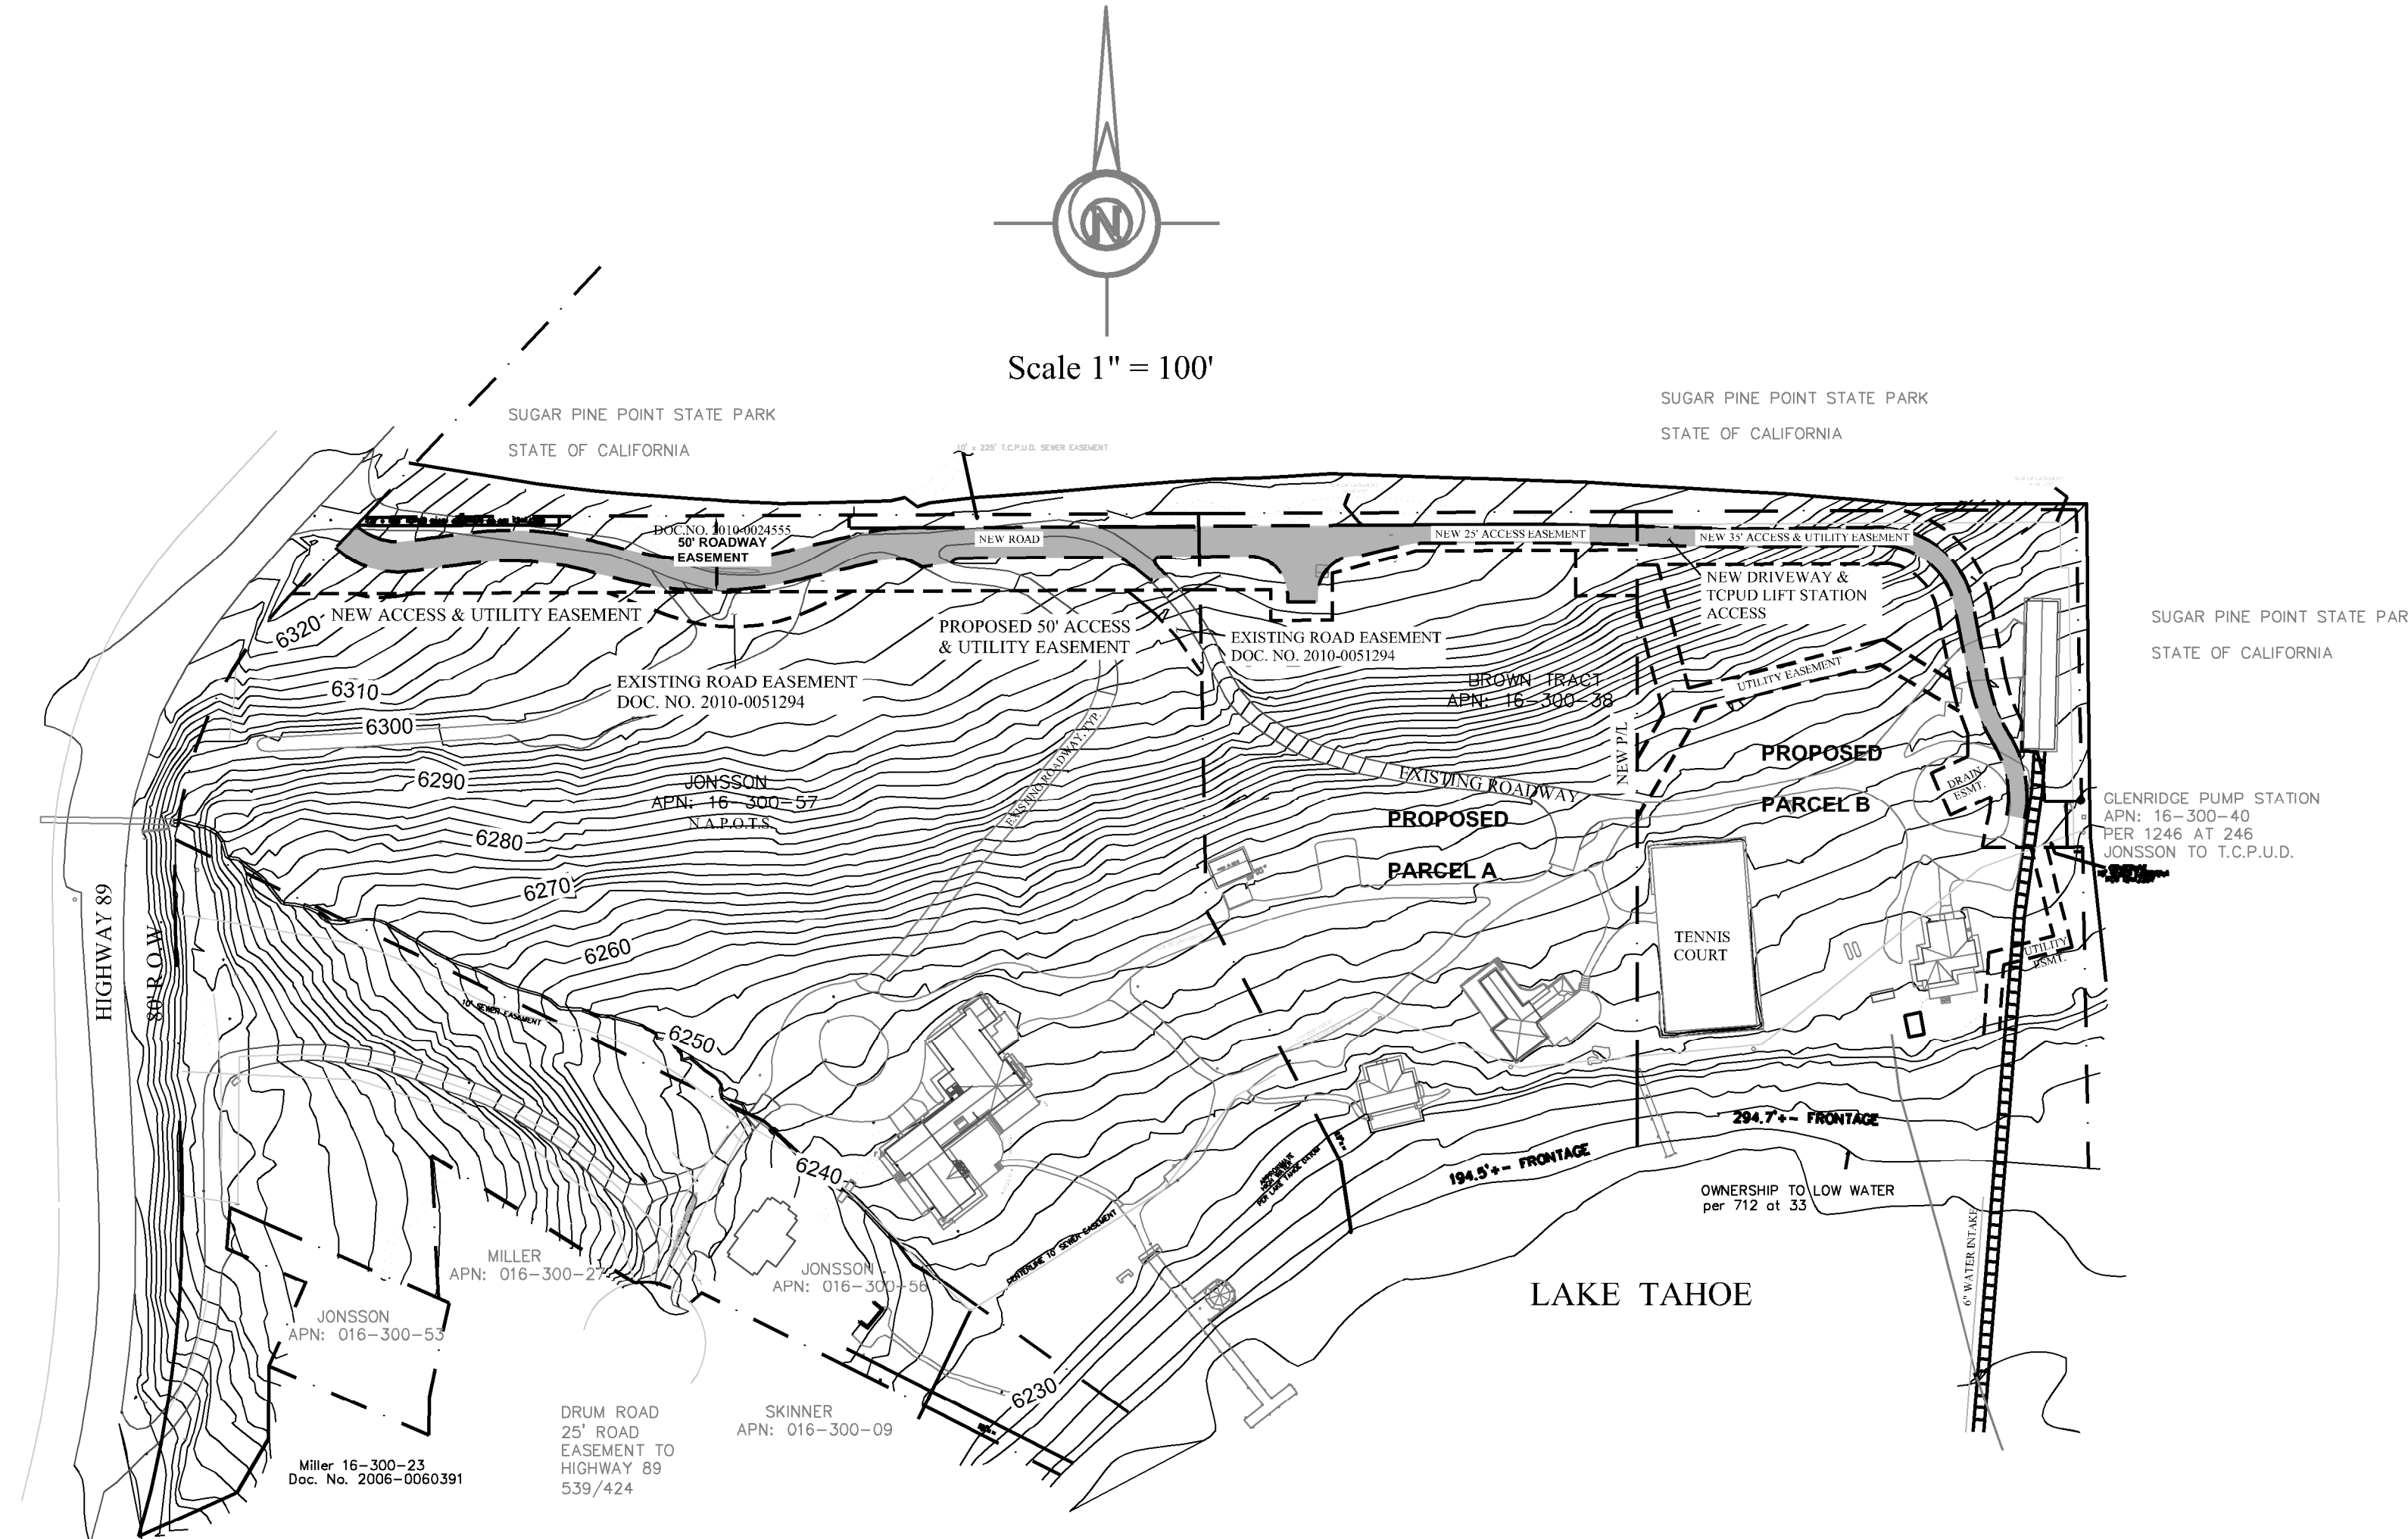 N
Scale 1" = 100'
SUGAR PINE POINT STATE PARK
STATE OF CALIFORNIA
SUGAR PINE POINT STATE PARK
STATE OF CALIFORNIA
10' x 225' T.C.P.U.D. SEWER EASEMENT
DOC.NO. 2010-0024555
50' ROADWAY
EASEMENT
NEW ROAD
NEW 25' ACCESS EASEMENT
NEW 35' ACCESS & UTILITY EASEMENT
NEW DRIVEWAY &
TCPUD LIFT STATION
ACCESS
NEW ACCESS & UTILITY EASEMENT
PROPOSED 50' ACCESS
& UTILITY EASEMENT
EXISTING ROAD EASEMENT
DOC. NO. 2010-0051294
SUGAR PINE POINT STATE PAR
STATE OF CALIFORNIA
6320
6310
6300
6290
6280
6270
6260
6250
6240
6230
EXISTING ROAD EASEMENT
DOC. NO. 2010-0051294
BROWN TRACT
APN: 16-300-38
UTILITY EASEMENT
NEW P/L
EXISTING ROADWAY
PROPOSED
PARCEL B
PROPOSED
PARCEL A
DRAIN
ESMT.
JONSSON
APN: 16-300-57
N.A.P.O.T.S.
GLENRIDGE PUMP STATION
APN: 16-300-40
PER 1246 AT 246
JONSSON TO T.C.P.U.D.
HIGHWAY 89
80' R.O.W
TENNIS
COURT
UTILITY
ESMT.
10' SEWER EASEMENT
294.7'+- FRONTAGE
194.5'+- FRONTAGE
OWNERSHIP TO LOW WATER
per 712 at 33
CENTERLINE 10' SEWER EASEMENT
6" WATER INTAKE
LAKE TAHOE
MILLER
APN: 016-300-27
JONSSON
APN: 016-300-56
JONSSON
APN: 016-300-53
DRUM ROAD
25' ROAD
EASEMENT TO
HIGHWAY 89
539/424
SKINNER
APN: 016-300-09
Miller 16-300-23
Doc. No. 2006-0060391